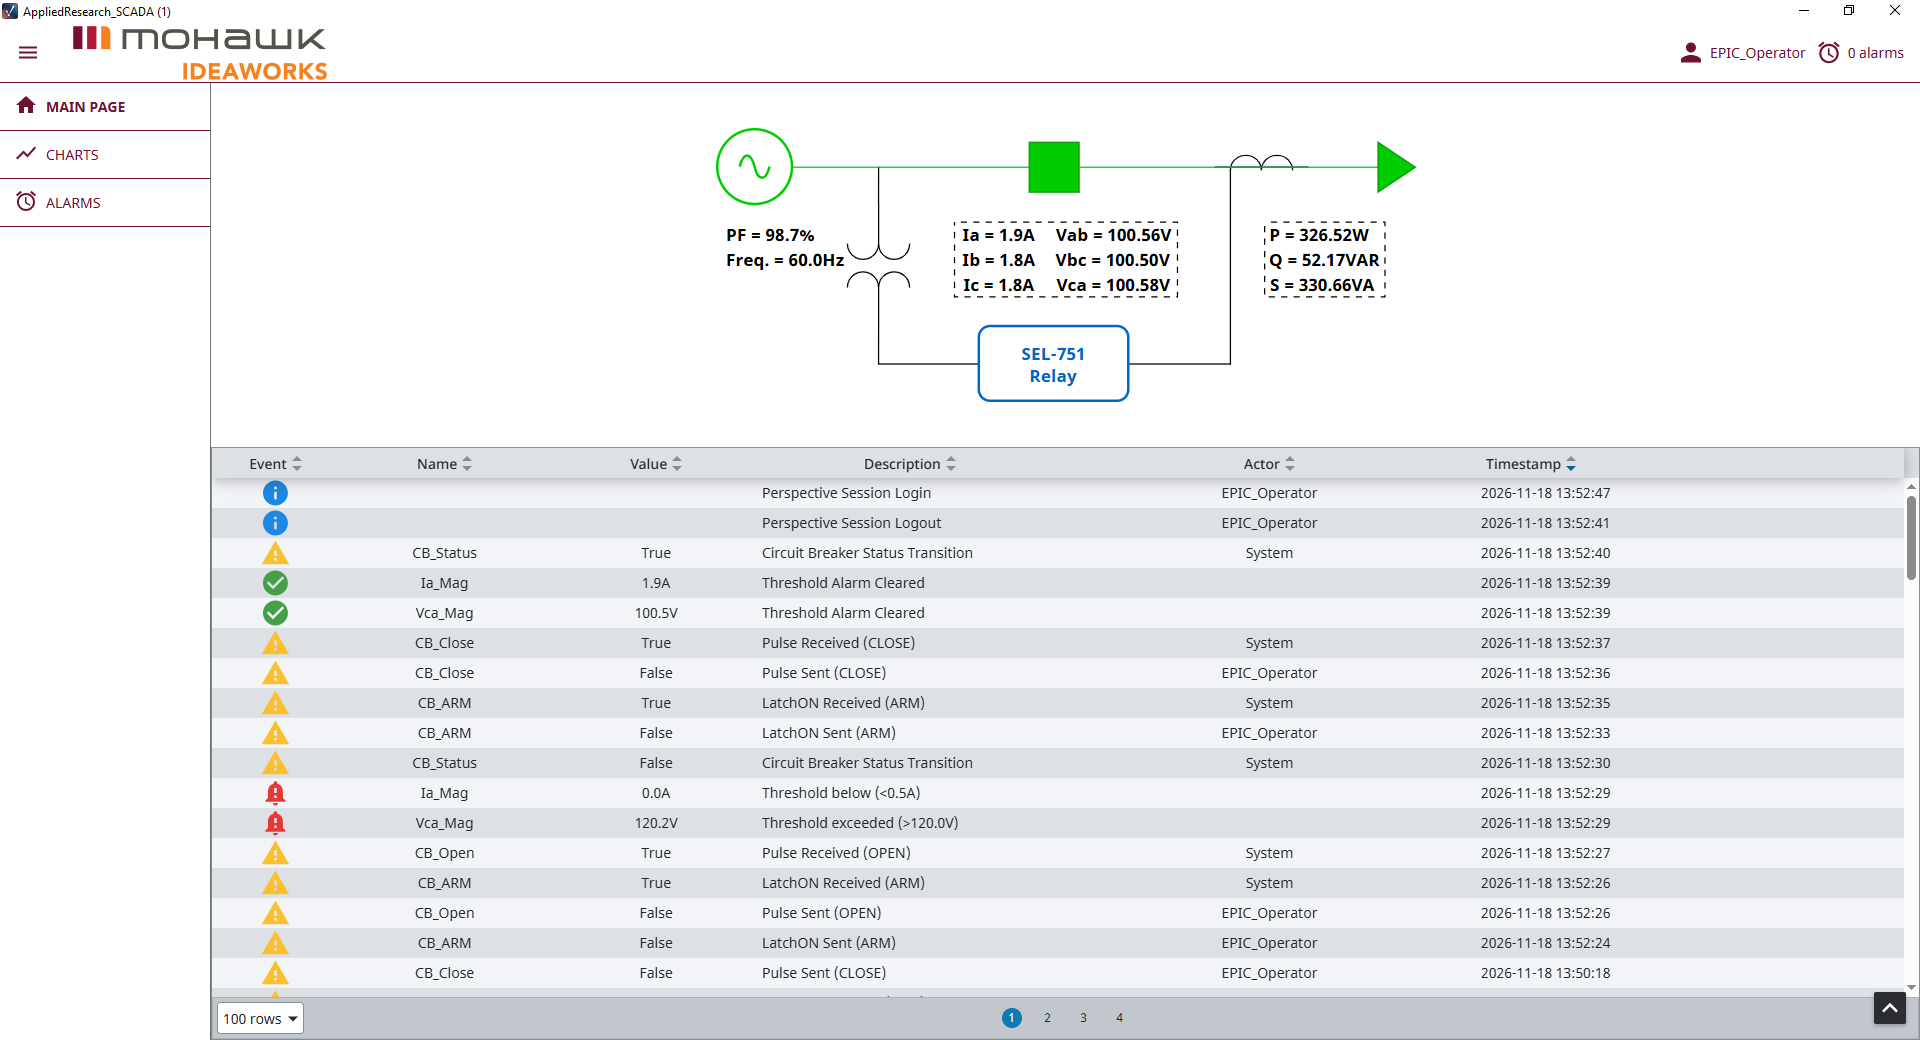 AppliedResearch_SCADA (1)
moHawk
IDEAWORKS
EPIC_Operator
0 alarms
MAIN PAGE
CHARTS
ALARMS
PF = 98.7%
Freq. = 60.0Hz
Ia = 1.9A Vab = 100.56V
Ib = 1.8A Vbc = 100.50V
Ic = 1.8A Vca = 100.58V
P = 326.52W
Q = 52.17VAR
S = 330.66VA
SEL-751
Relay
Event Name Value Description Actor Timestamp
Perspective Session Login EPIC_Operator 2026-11-18 13:52:47
Perspective Session Logout EPIC_Operator 2026-11-18 13:52:41
CB_Status True Circuit Breaker Status Transition System 2026-11-18 13:52:40
Ia_Mag 1.9A Threshold Alarm Cleared 2026-11-18 13:52:39
Vca_Mag 100.5V Threshold Alarm Cleared 2026-11-18 13:52:39
CB_Close True Pulse Received (CLOSE) System 2026-11-18 13:52:37
CB_Close False Pulse Sent (CLOSE) EPIC_Operator 2026-11-18 13:52:36
CB_ARM True LatchON Received (ARM) System 2026-11-18 13:52:35
CB_ARM False LatchON Sent (ARM) EPIC_Operator 2026-11-18 13:52:33
CB_Status False Circuit Breaker Status Transition System 2026-11-18 13:52:30
Ia_Mag 0.0A Threshold below (<0.5A) 2026-11-18 13:52:29
Vca_Mag 120.2V Threshold exceeded (>120.0V) 2026-11-18 13:52:29
CB_Open True Pulse Received (OPEN) System 2026-11-18 13:52:27
CB_ARM True LatchON Received (ARM) System 2026-11-18 13:52:26
CB_Open False Pulse Sent (OPEN) EPIC_Operator 2026-11-18 13:52:26
CB_ARM False LatchON Sent (ARM) EPIC_Operator 2026-11-18 13:52:24
CB_Close False Pulse Sent (CLOSE) EPIC_Operator 2026-11-18 13:50:18
100 rows
1 2 3 4